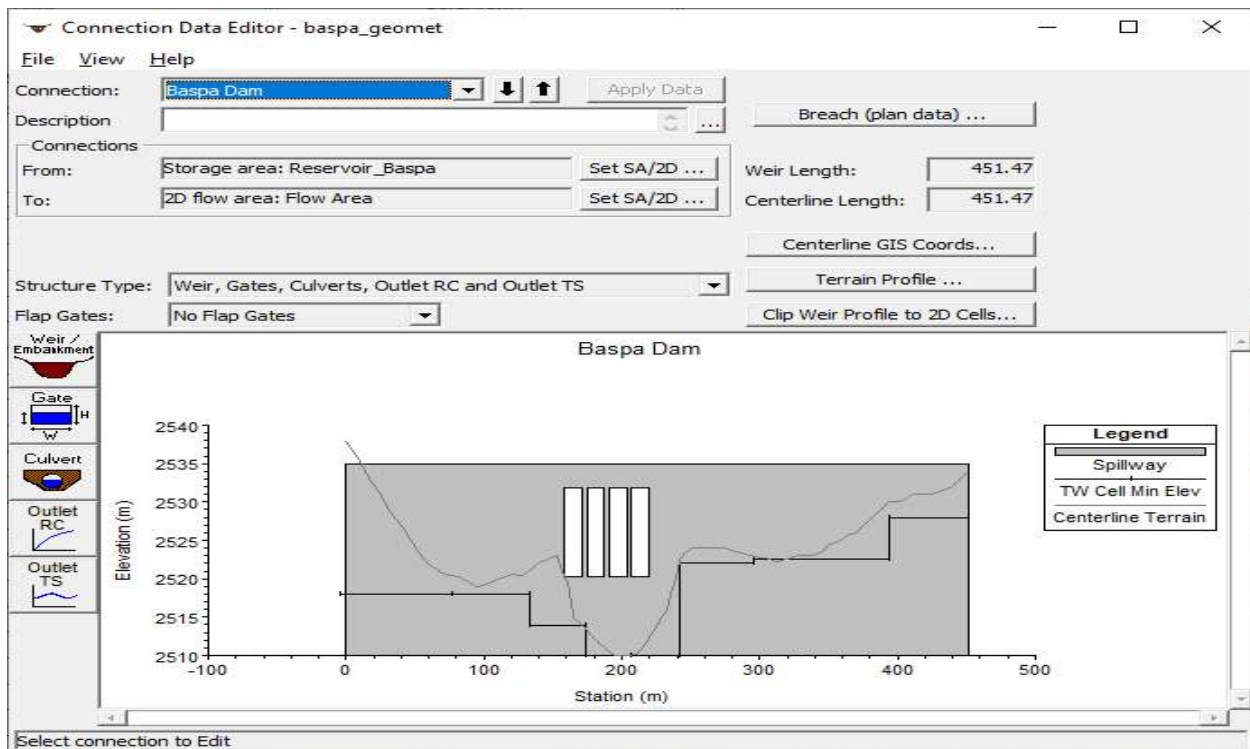 Connection Data Editor - baspa_geomet
File View Help
Connection: Baspa Dam Apply Data
Description ... Breach (plan data) ...
Connections
From: Storage area: Reservoir_Baspa Set SA/2D ... Weir Length: 451.47
To: 2D flow area: Flow Area Set SA/2D ... Centerline Length: 451.47
Centerline GIS Coords...
Structure Type: Weir, Gates, Culverts, Outlet RC and Outlet TS Terrain Profile ...
Flap Gates: No Flap Gates Clip Weir Profile to 2D Cells...
Weir /
Embankment
Gate
H
W
Culvert
Outlet
RC
Outlet
TS
Baspa Dam
Elevation (m)
2540
2535
2530
2525
2520
2515
2510
-100 0 100 200 300 400 500
Station (m)
Legend
Spillway
TW Cell Min Elev
Centerline Terrain
Select connection to Edit